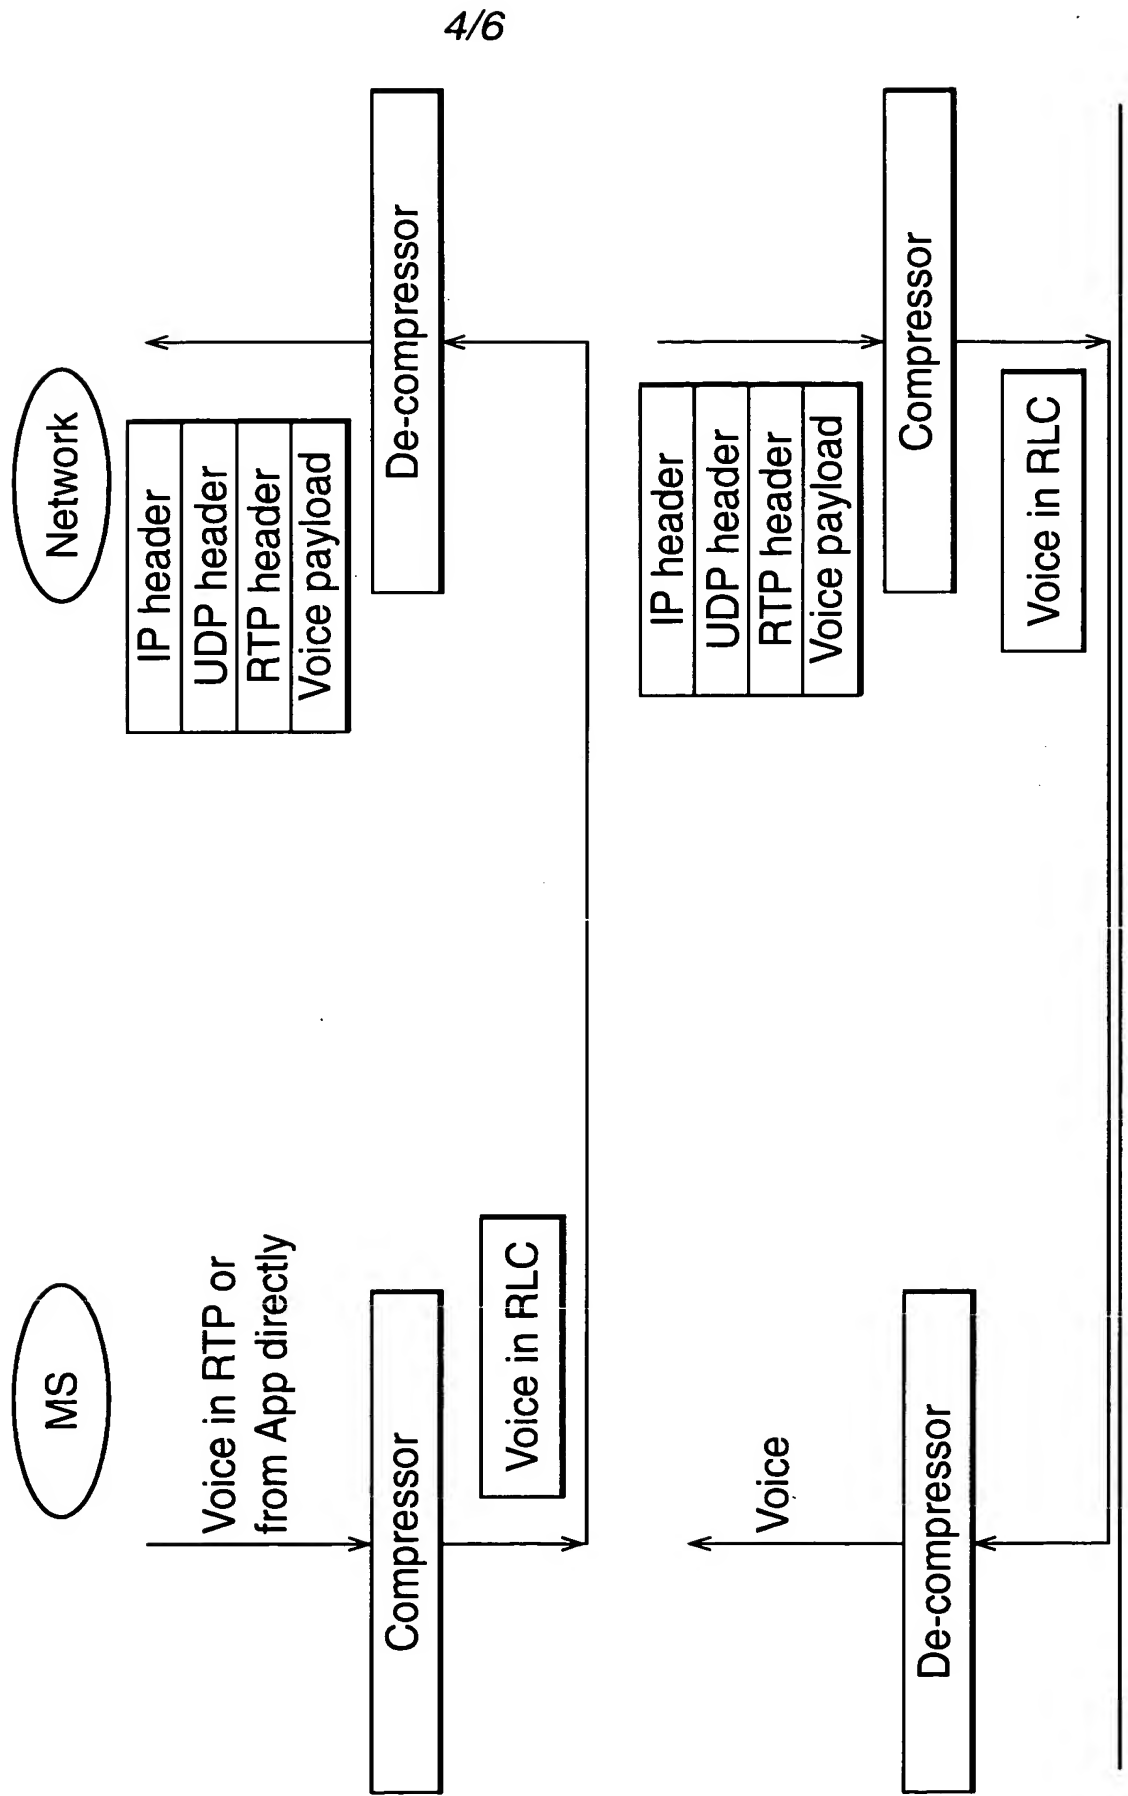 4/6
MS
Network
Voice in RTP or
from App directly
IP header
UDP header
RTP header
Voice payload
Compressor
De-compressor
Voice in RLC
Voice
IP header
UDP header
RTP header
Voice payload
De-compressor
Compressor
Voice in RLC